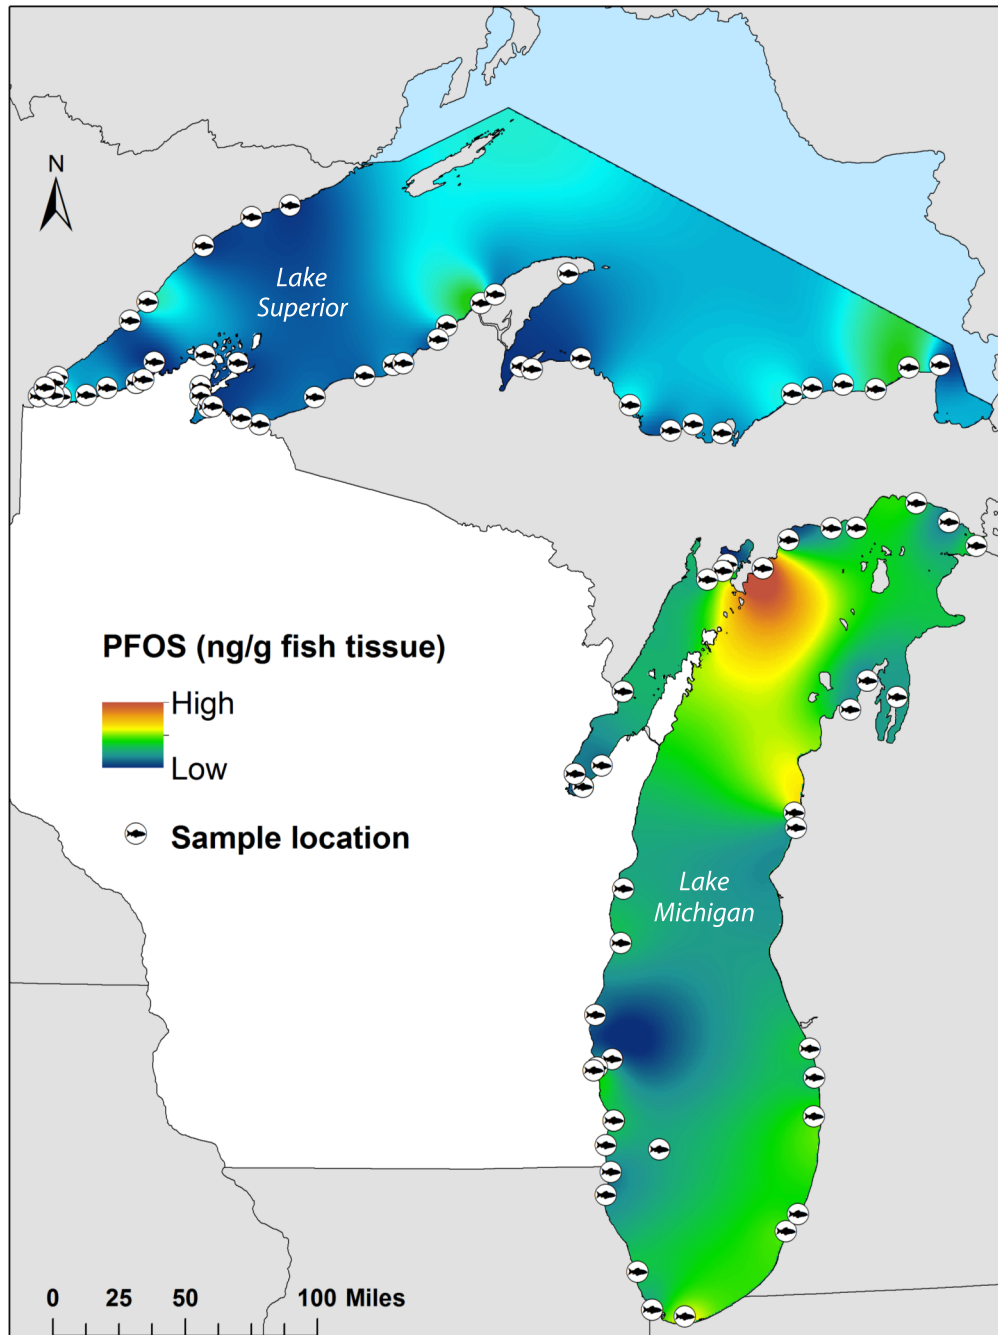 N
Lake
Superior
PFOS (ng/g fish tissue)
High
Low
Sample location
Lake
Michigan
0 25 50 100 Miles